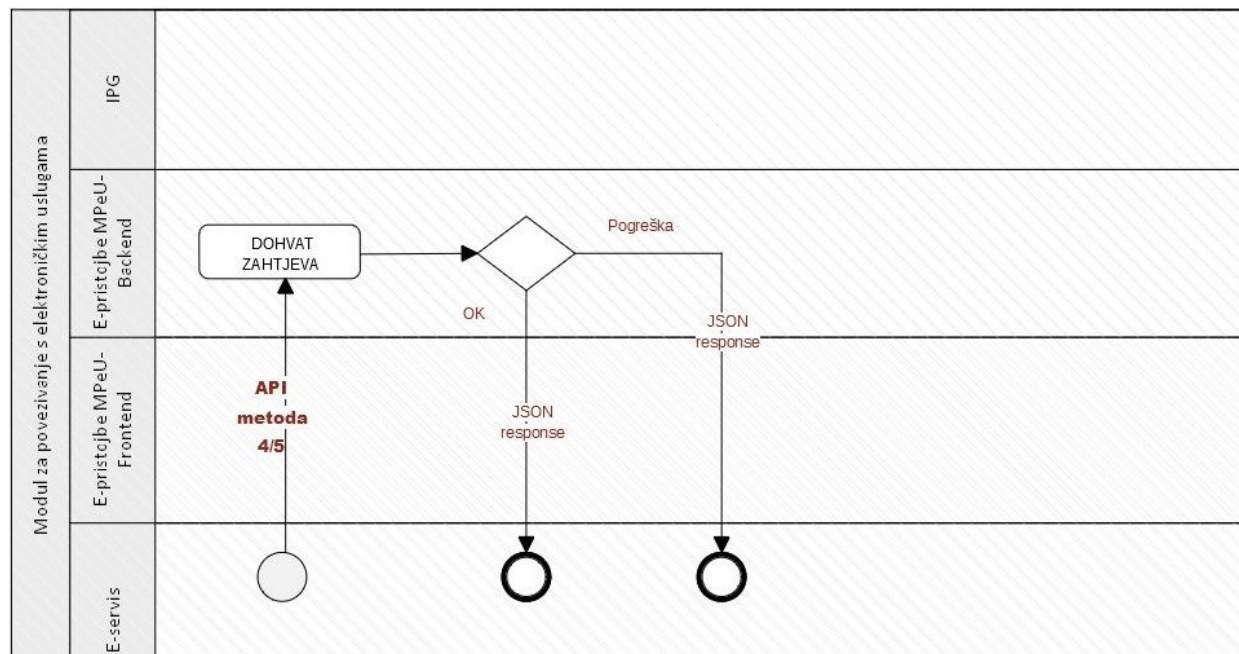 Modul za povezivanje s elektroničkim uslugama
IPG
E-pristojbe MPeU-
Backend
DOHVAT
ZAHTJEVA
Pogreška
OK
JSON
response
E-pristojbe MPeU-
Frontend
API
metoda
4/5
JSON
response
E-servis